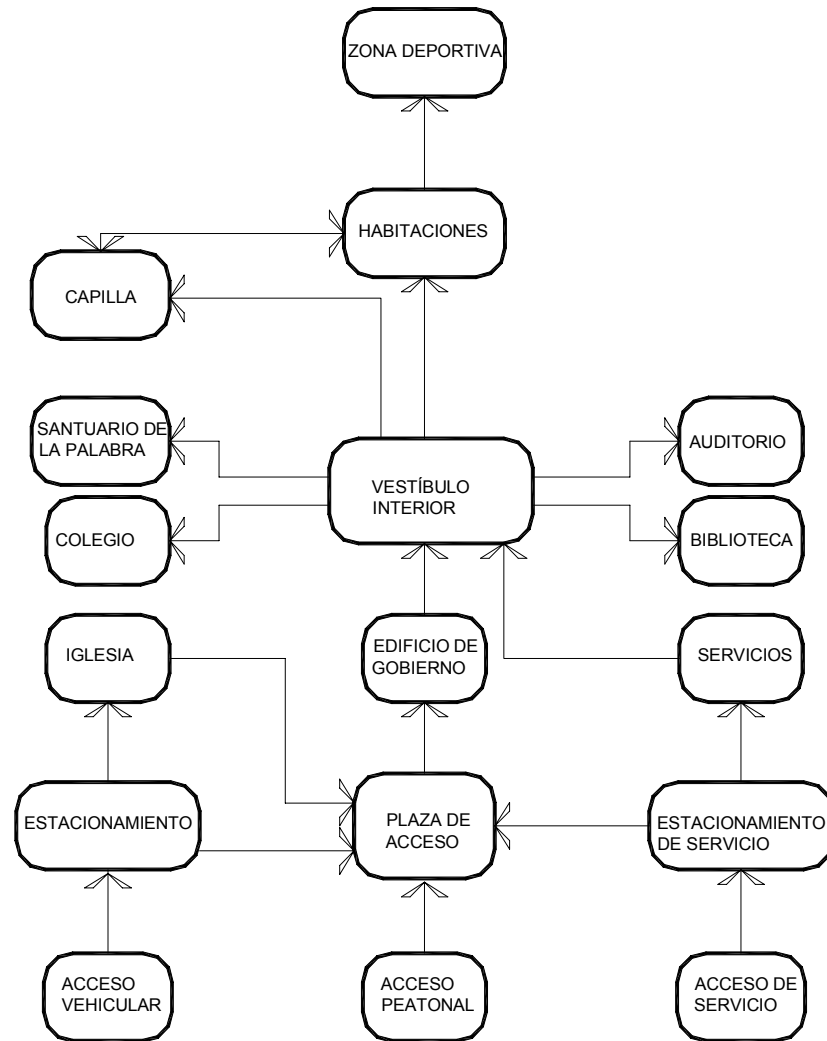 ZONA DEPORTIVA
HABITACIONES
CAPILLA
SANTUARIO DE
LA PALABRA
AUDITORIO
VESTÍBULO
INTERIOR
COLEGIO
BIBLIOTECA
IGLESIA
EDIFICIO DE
GOBIERNO
SERVICIOS
ESTACIONAMIENTO
PLAZA DE
ACCESO
ESTACIONAMIENTO
DE SERVICIO
ACCESO
VEHICULAR
ACCESO
PEATONAL
ACCESO DE
SERVICIO